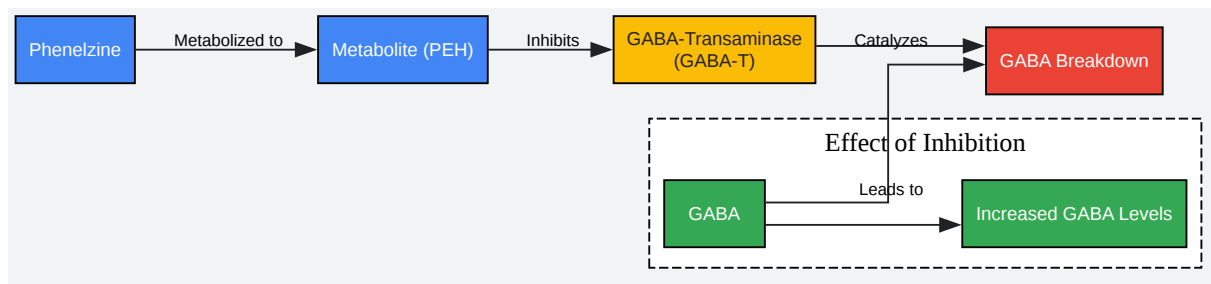 Phenelzine
Metabolized to
Metabolite (PEH)
Inhibits
GABA-Transaminase
(GABA-T)
Catalyzes
GABA Breakdown
Effect of Inhibition
GABA
Leads to
Increased GABA Levels